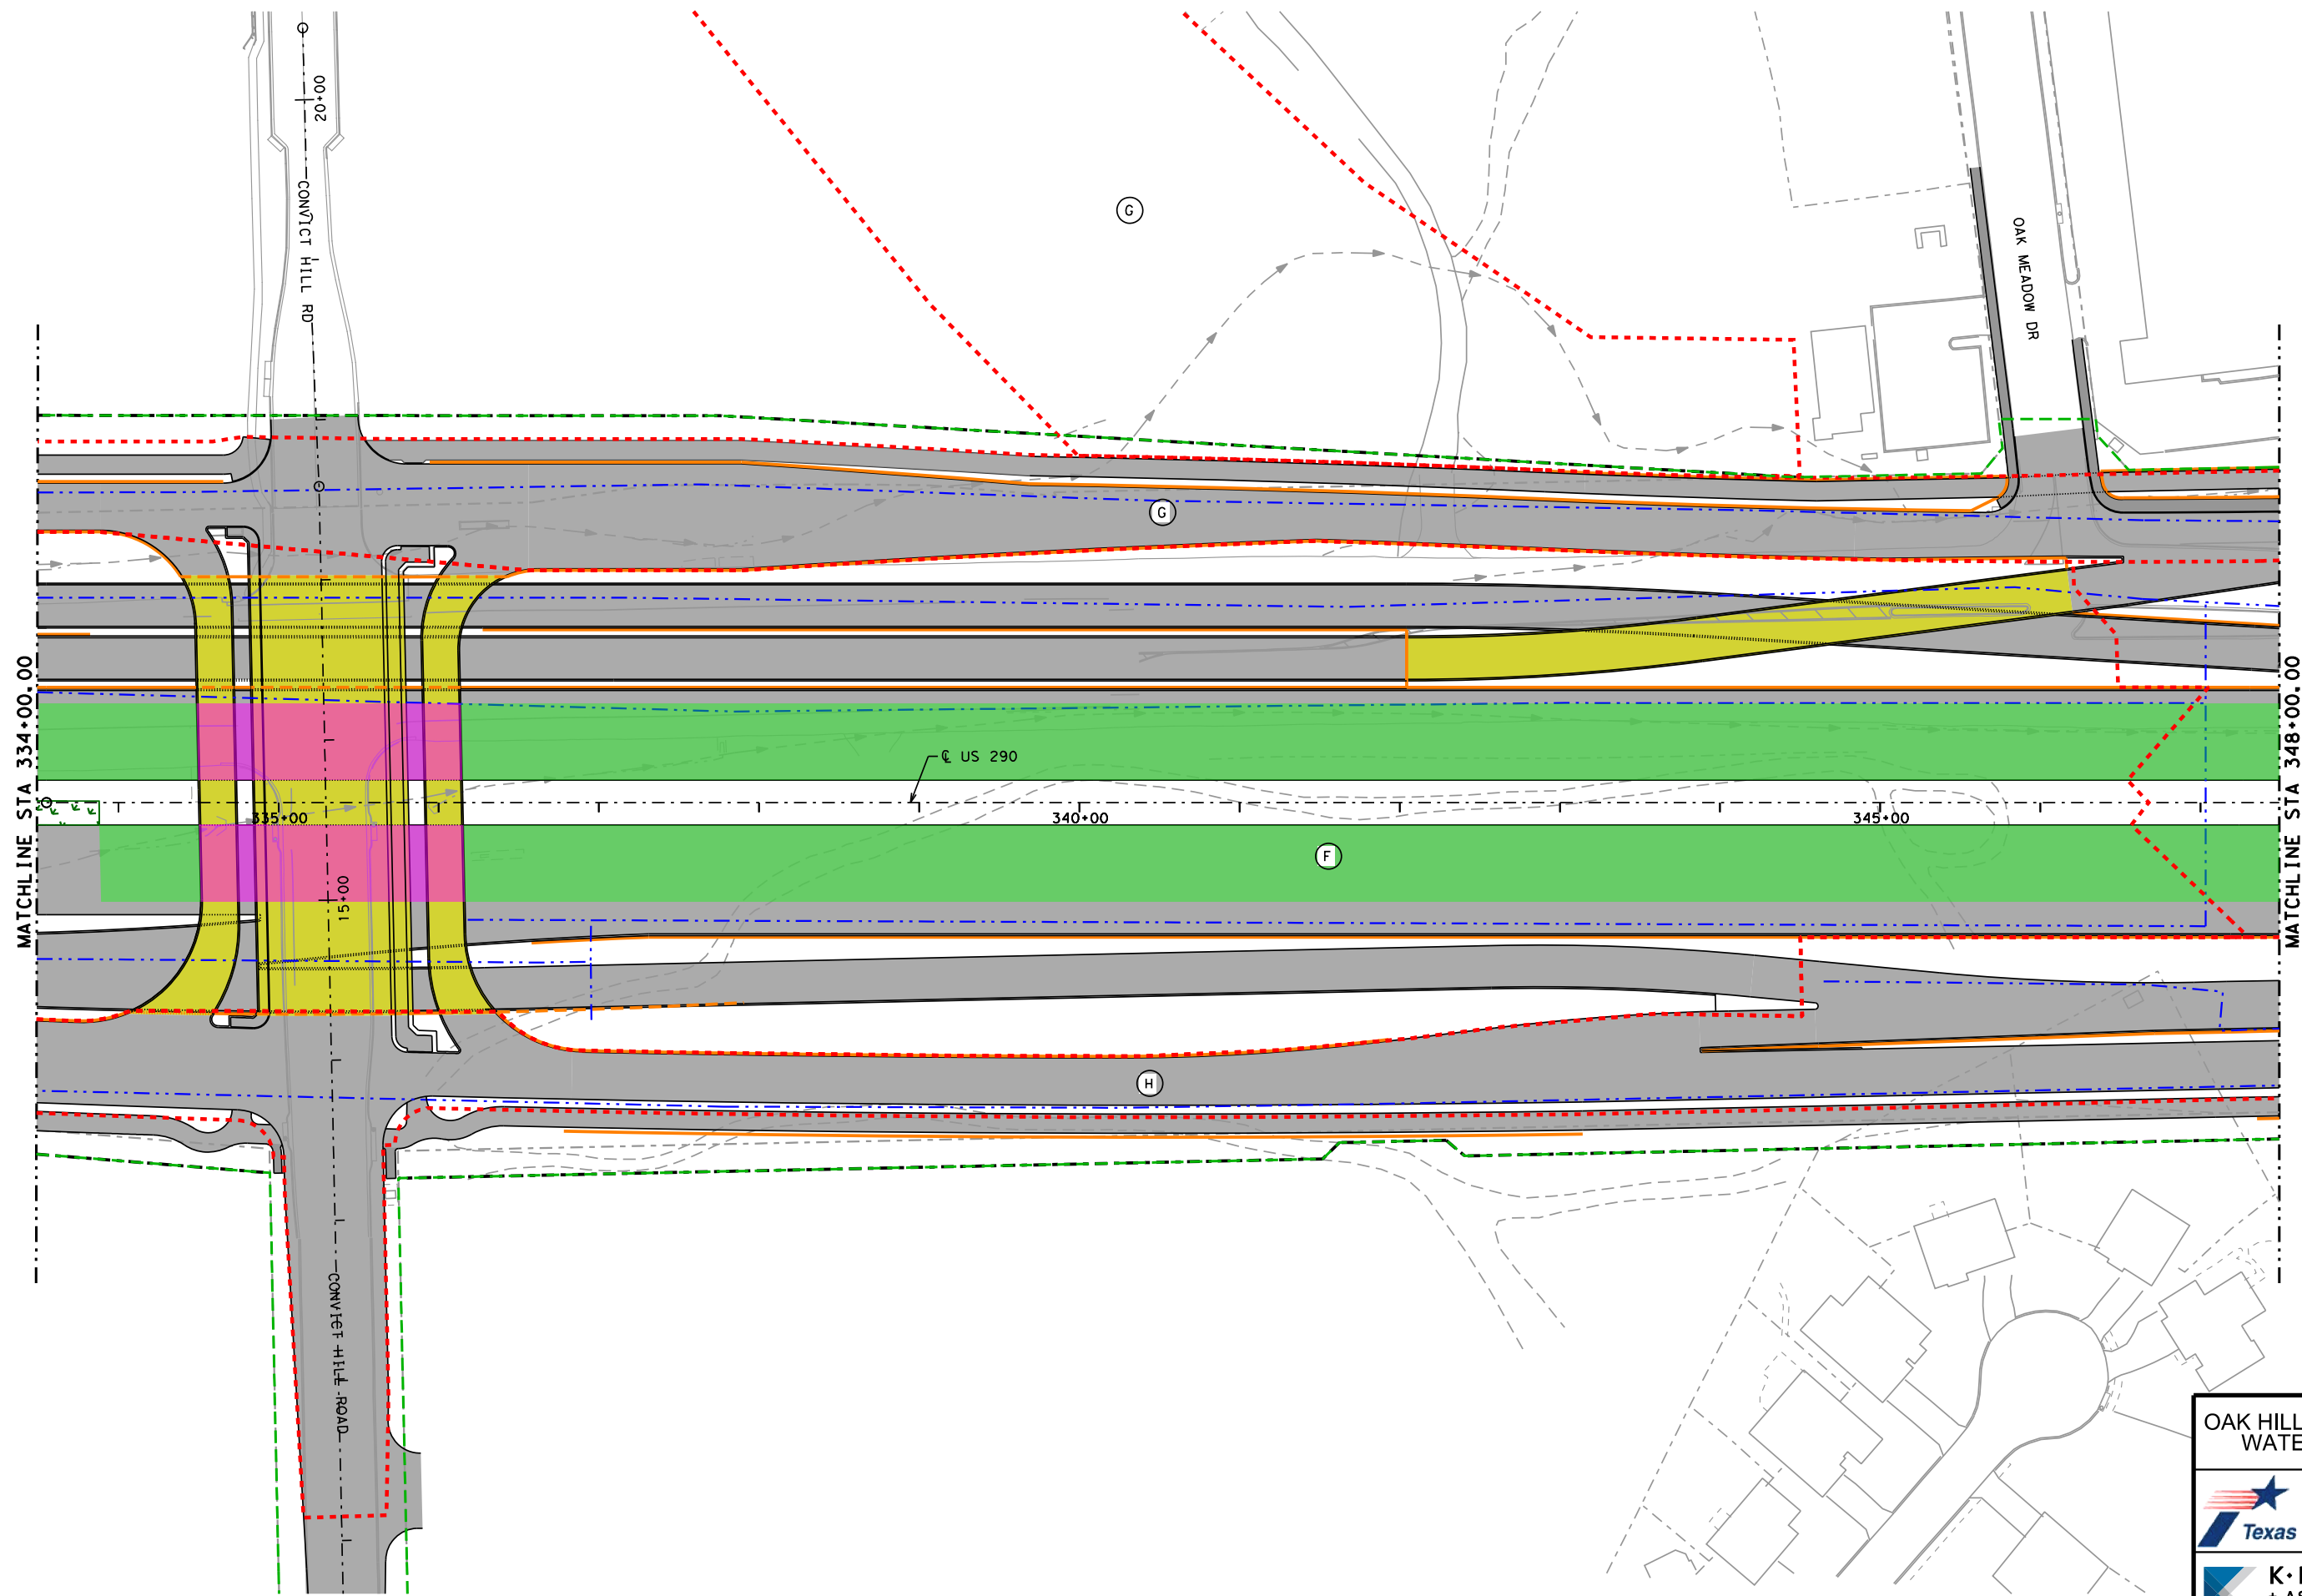 20+00
CONVICT HILL RD
G
OAK MEADOW DR
G
MATCHLINE STA 334+00.00
MATCHLINE STA 348+00.00
℄ US 290
335+00
340+00
345+00
F
15+00
H
CONVICT HILL ROAD
OAK HILL
WATE
Texas
K·